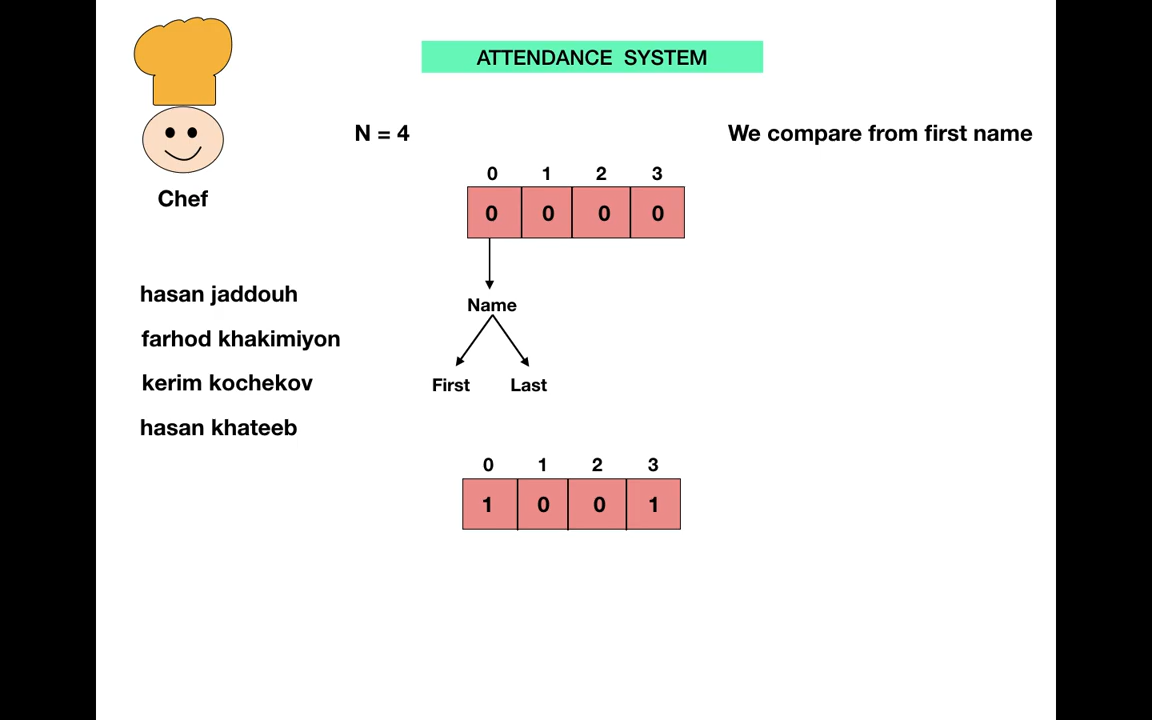 ATTENDANCE SYSTEM
N = 4
We compare from first name
0 1 2 3
0 0 0 0
Chef
hasan jaddouh
Name
farhod khakimiyon
kerim kochekov
First Last
hasan khateeb
0 1 2 3
1 0 0 1